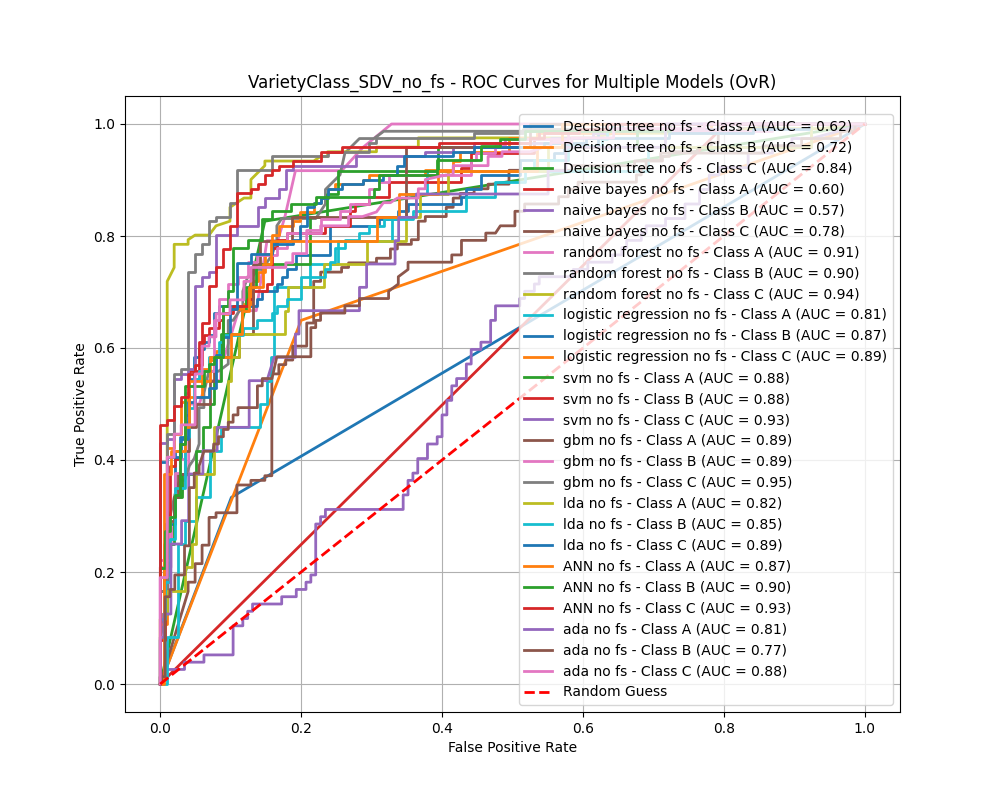 VarietyClass_SDV_no_fs - ROC Curves for Multiple Models (OvR)
True Positive Rate
1.0
0.8
0.6
0.4
0.2
0.0
Decision tree no fs - Class A (AUC = 0.62)
Decision tree no fs - Class B (AUC = 0.72)
Decision tree no fs - Class C (AUC = 0.84)
naive bayes no fs - Class A (AUC = 0.60)
naive bayes no fs - Class B (AUC = 0.57)
naive bayes no fs - Class C (AUC = 0.78)
random forest no fs - Class A (AUC = 0.91)
random forest no fs - Class B (AUC = 0.90)
random forest no fs - Class C (AUC = 0.94)
logistic regression no fs - Class A (AUC = 0.81)
logistic regression no fs - Class B (AUC = 0.87)
logistic regression no fs - Class C (AUC = 0.89)
svm no fs - Class A (AUC = 0.88)
svm no fs - Class B (AUC = 0.88)
svm no fs - Class C (AUC = 0.93)
gbm no fs - Class A (AUC = 0.89)
gbm no fs - Class B (AUC = 0.89)
gbm no fs - Class C (AUC = 0.95)
lda no fs - Class A (AUC = 0.82)
lda no fs - Class B (AUC = 0.85)
lda no fs - Class C (AUC = 0.89)
ANN no fs - Class A (AUC = 0.87)
ANN no fs - Class B (AUC = 0.90)
ANN no fs - Class C (AUC = 0.93)
ada no fs - Class A (AUC = 0.81)
ada no fs - Class B (AUC = 0.77)
ada no fs - Class C (AUC = 0.88)
Random Guess
0.0 0.2 0.4 0.6 0.8 1.0
False Positive Rate